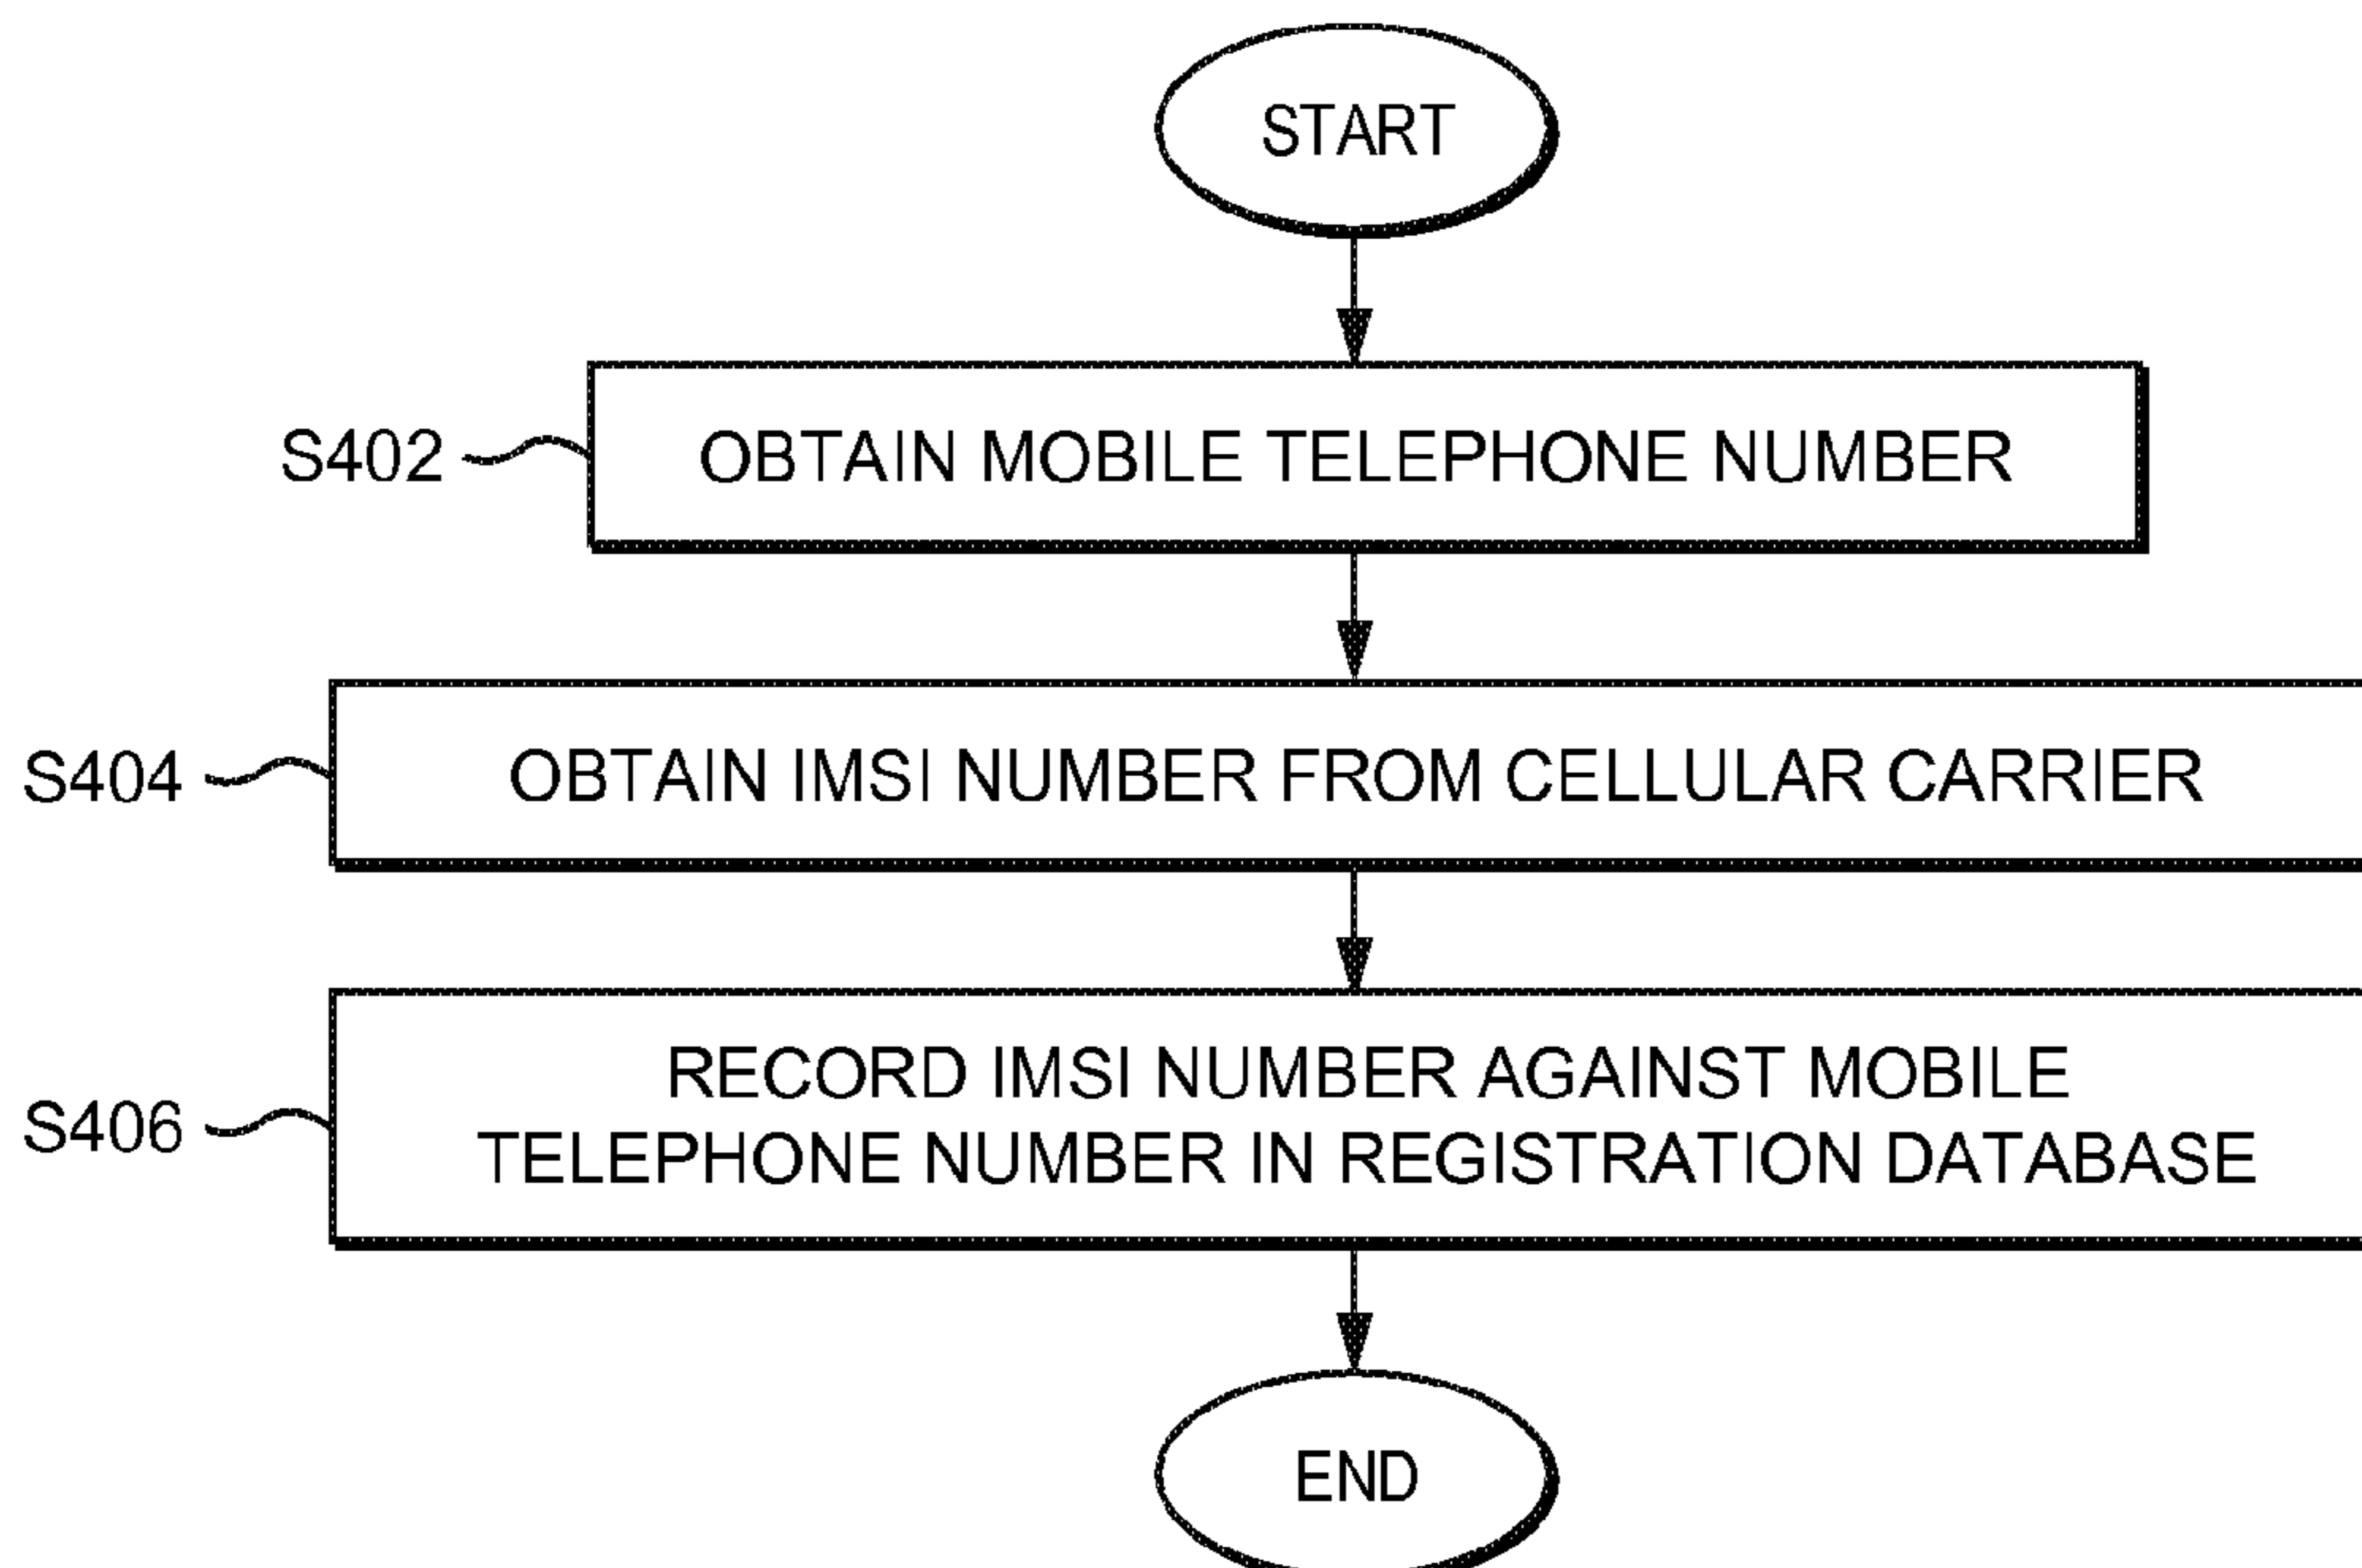 START
S402
OBTAIN MOBILE TELEPHONE NUMBER
S404
OBTAIN IMSI NUMBER FROM CELLULAR CARRIER
S406
RECORD IMSI NUMBER AGAINST MOBILE
TELEPHONE NUMBER IN REGISTRATION DATABASE
END